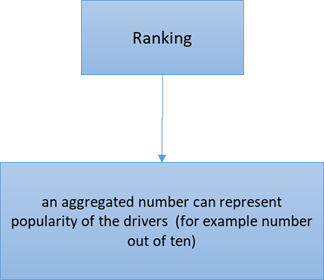 Ranking
an aggregated number can represent
popularity of the drivers (for example number
out of ten)